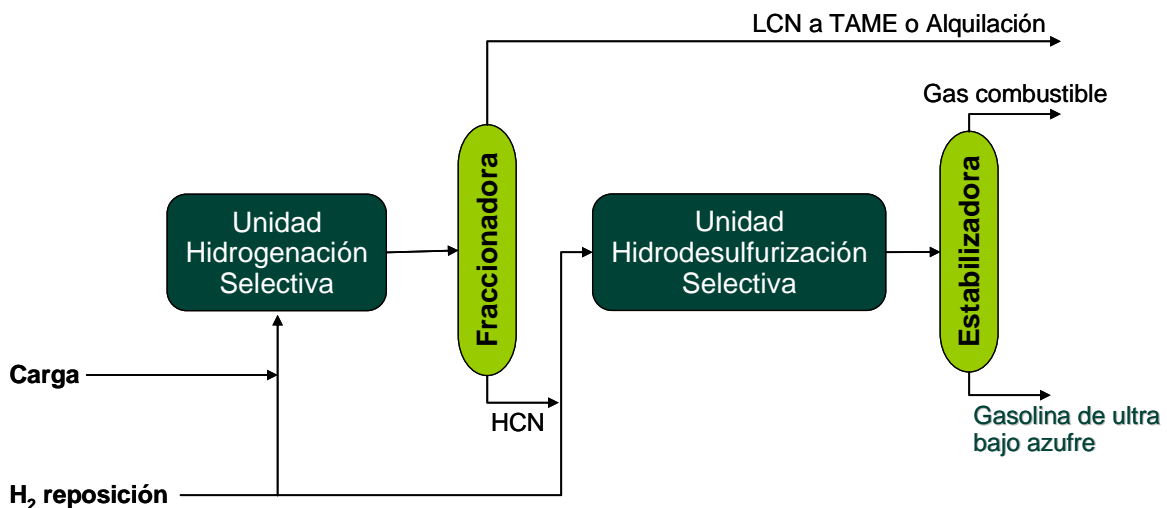 LCN a TAME o Alquilación
Gas combustible
Unidad
Hidrogenación
Selectiva
Fraccionadora
Unidad
Hidrodesulfurización
Selectiva
Estabilizadora
Carga
HCN
Gasolina de ultra
bajo azufre
H₂ reposición